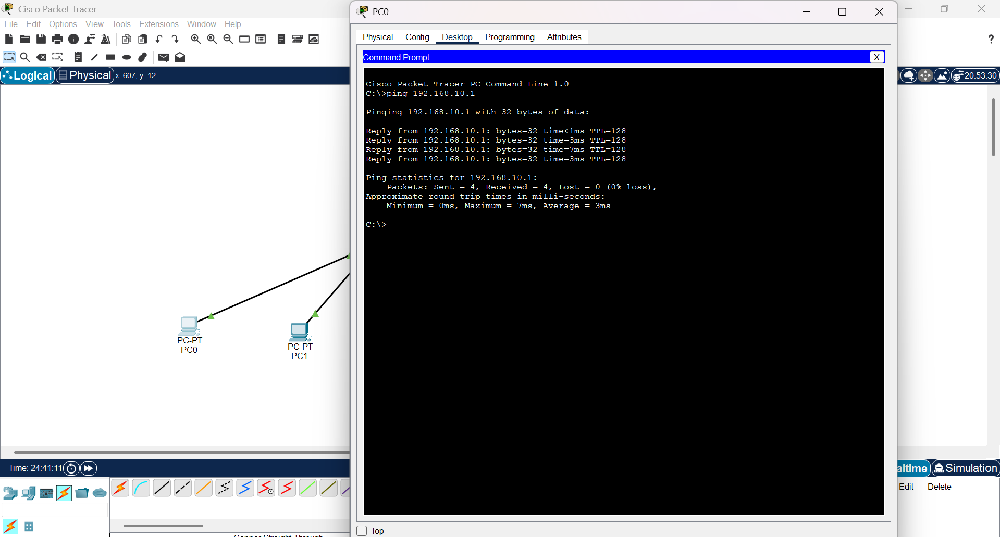 Cisco Packet Tracer
File Edit Options View Tools Extensions Window Help
Logical Physical x: 607, y: 12
PC0
Physical Config Desktop Programming Attributes
Command Prompt X
Cisco Packet Tracer PC Command Line 1.0
C:\>ping 192.168.10.1
Pinging 192.168.10.1 with 32 bytes of data:
Reply from 192.168.10.1: bytes=32 time<1ms TTL=128
Reply from 192.168.10.1: bytes=32 time=3ms TTL=128
Reply from 192.168.10.1: bytes=32 time=7ms TTL=128
Reply from 192.168.10.1: bytes=32 time=3ms TTL=128
Ping statistics for 192.168.10.1:
Packets: Sent = 4, Received = 4, Lost = 0 (0% loss),
Approximate round trip times in milli-seconds:
Minimum = 0ms, Maximum = 7ms, Average = 3ms
C:\>
Top
?
20:53:30
PC-PT
PC0
PC-PT
PC1
Time: 24:41:11
altime Simulation
Edit Delete